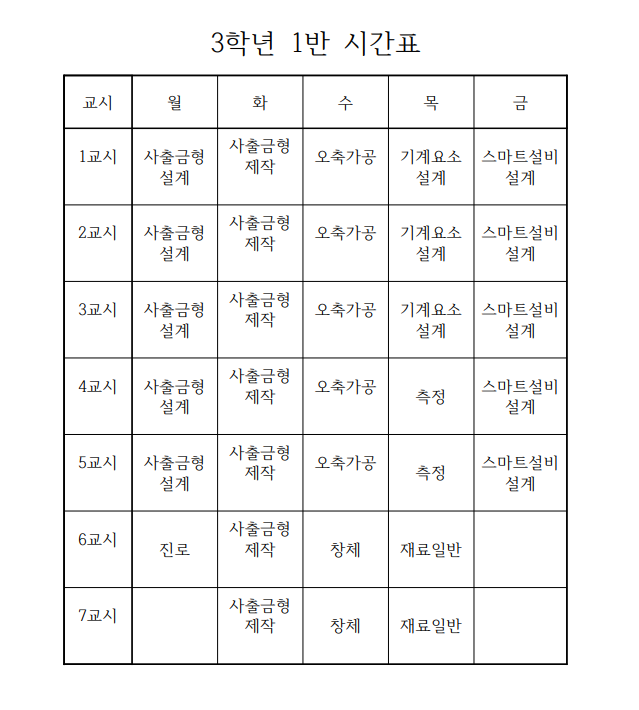 3학년 1반 시간표
교시 월 화 수 목 금
1교시 사출금형 설계 사출금형 제작 오축가공 기계요소 설계 스마트설비 설계
2교시 사출금형 설계 사출금형 제작 오축가공 기계요소 설계 스마트설비 설계
3교시 사출금형 설계 사출금형 제작 오축가공 기계요소 설계 스마트설비 설계
4교시 사출금형 설계 사출금형 제작 오축가공 측정 스마트설비 설계
5교시 사출금형 설계 사출금형 제작 오축가공 측정 스마트설비 설계
6교시 진로 사출금형 제작 창체 재료일반
7교시 사출금형 제작 창체 재료일반